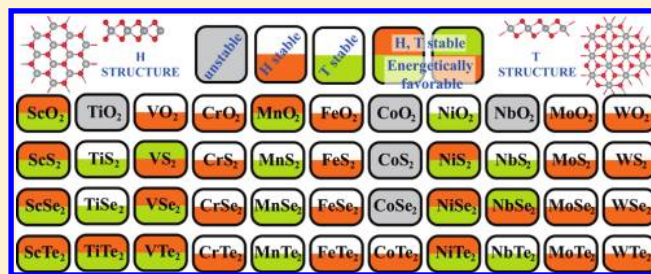 H
STRUCTURE
unstable
H stable
T stable
H, T stable
Energetically
favorable
T
STRUCTURE
ScO₂ TiO₂ VO₂ CrO₂ MnO₂ FeO₂ CoO₂ NiO₂ NbO₂ MoO₂ WO₂
ScS₂ TiS₂ VS₂ CrS₂ MnS₂ FeS₂ CoS₂ NiS₂ NbS₂ MoS₂ WS₂
ScSe₂ TiSe₂ VSe₂ CrSe₂ MnSe₂ FeSe₂ CoSe₂ NiSe₂ NbSe₂ MoSe₂ WSe₂
ScTe₂ TiTe₂ VTe₂ CrTe₂ MnTe₂ FeTe₂ CoTe₂ NiTe₂ NbTe₂ MoTe₂ WTe₂